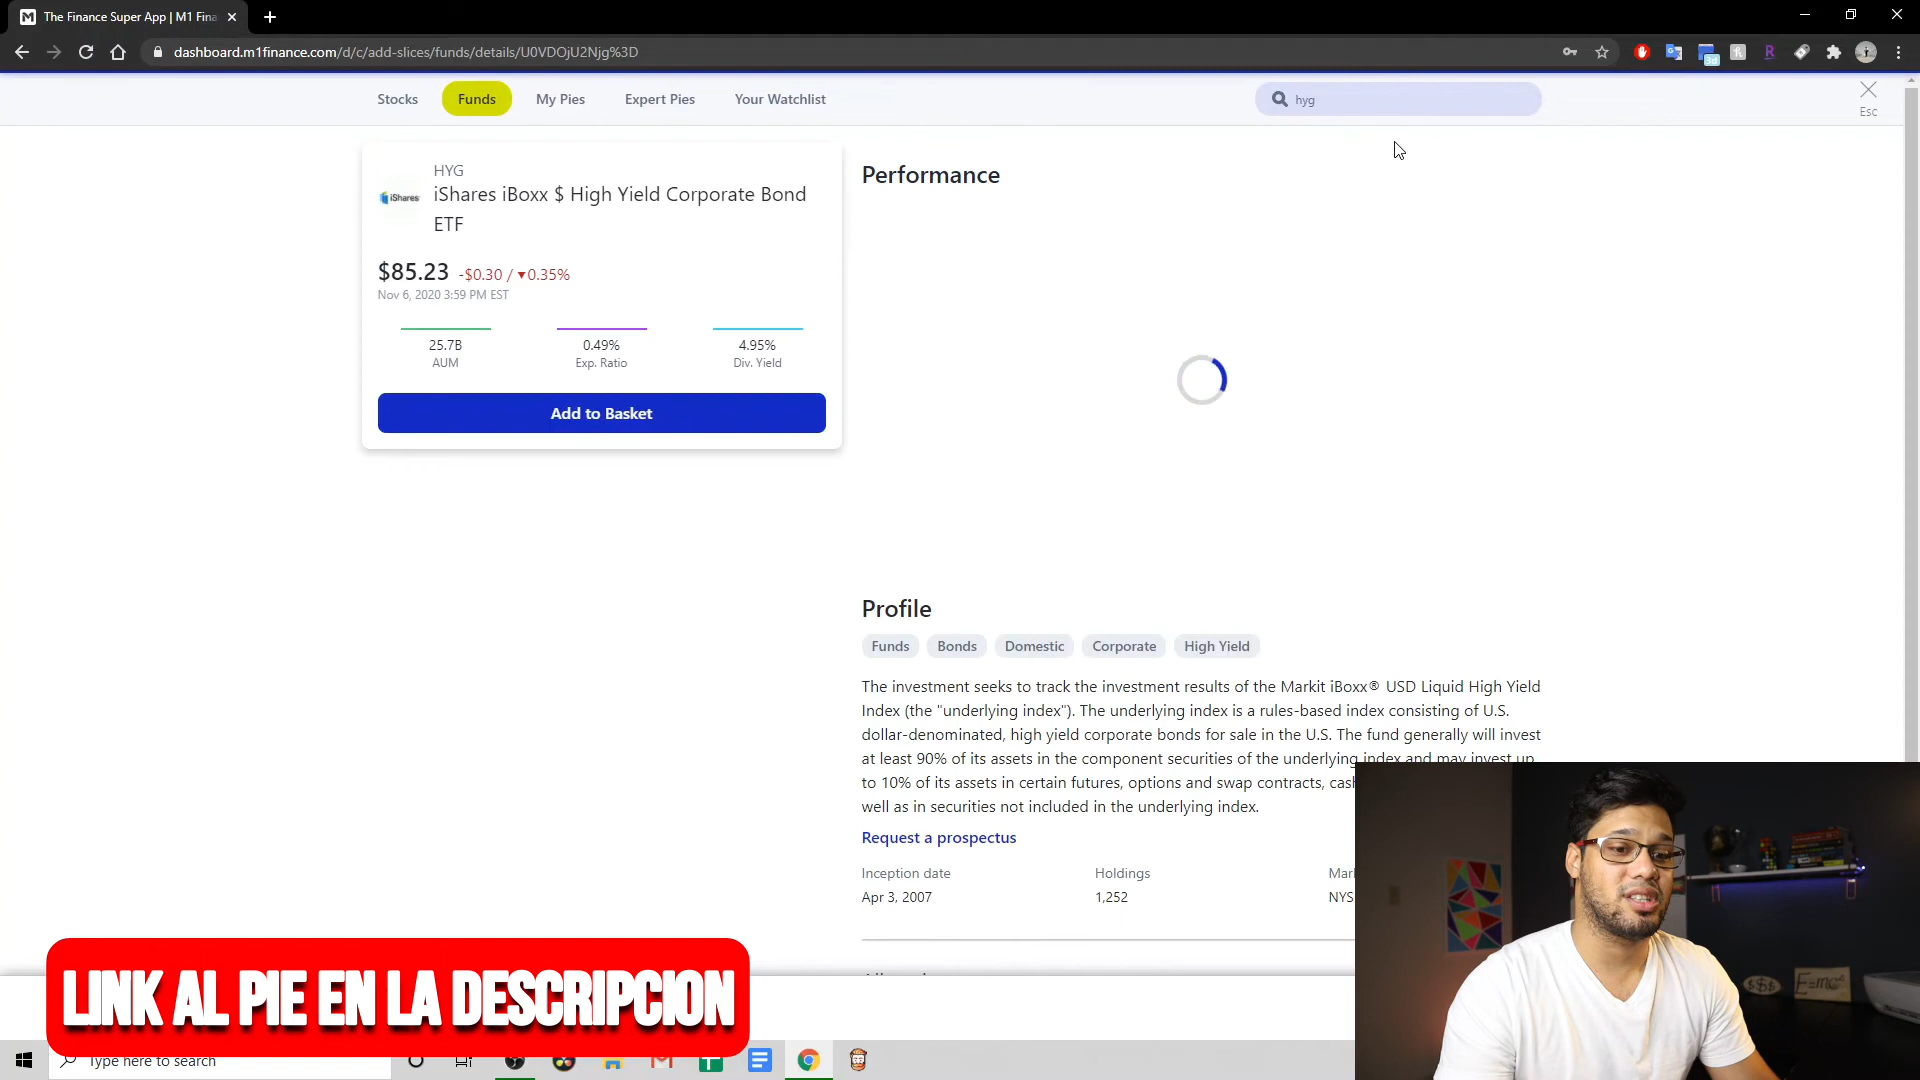 The Finance Super App | M1 Fina
dashboard.m1finance.com/d/c/add-slices/funds/details/U0VDOjU2Njg%3D
Stocks
Funds
My Pies
Expert Pies
Your Watchlist
hyg
Esc
HYG
iShares
iShares iBoxx $ High Yield Corporate Bond
ETF
$85.23 -$0.30 / ▼0.35%
Nov 6, 2020 3:59 PM EST
25.7B
AUM
0.49%
Exp. Ratio
4.95%
Div. Yield
Add to Basket
Performance
Profile
Funds
Bonds
Domestic
Corporate
High Yield
The investment seeks to track the investment results of the Markit iBoxx® USD Liquid High Yield
Index (the "underlying index"). The underlying index is a rules-based index consisting of U.S.
dollar-denominated, high yield corporate bonds for sale in the U.S. The fund generally will invest
at least 90% of its assets in the component securities of the underlying index and may invest up
to 10% of its assets in certain futures, options and swap contracts,
well as in securities not included in the underlying index.
Request a prospectus
Inception date
Apr 3, 2007
Holdings
1,252
NYS
$$$
E=mc²
LINK AL PIE EN LA DESCRIPCION
Type here to search